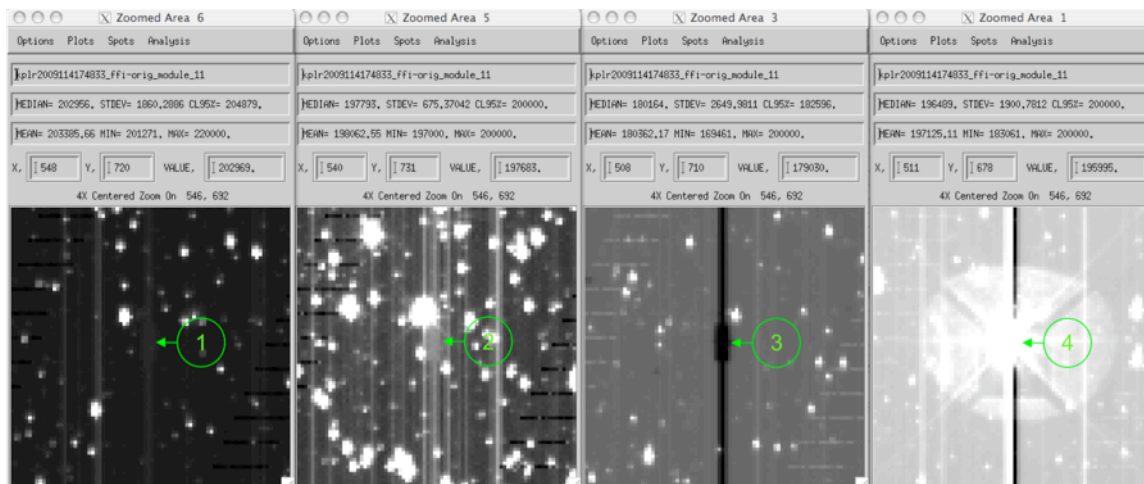 Zoomed Area 6
Options Plots Spots Analysis
kplr2009114174833_ffi-orig_module_11
MEDIAN= 202956, STDEV= 1860,2886 CL95%= 204879,
MEAN= 203385,66 MIN= 201271, MAX= 220000,
X, 548 Y, 720 VALUE, 202969,
4X Centered Zoom On 546, 692
1
Zoomed Area 5
Options Plots Spots Analysis
kplr2009114174833_ffi-orig_module_11
MEDIAN= 197793, STDEV= 675,37042 CL95%= 200000,
MEAN= 198062,55 MIN= 197000, MAX= 200000,
X, 540 Y, 731 VALUE, 197683,
4X Centered Zoom On 546, 692
2
Zoomed Area 3
Options Plots Spots Analysis
kplr2009114174833_ffi-orig_module_11
MEDIAN= 180164, STDEV= 2649,9811 CL95%= 182596,
MEAN= 180362,17 MIN= 169461, MAX= 200000,
X, 508 Y, 710 VALUE, 179030,
4X Centered Zoom On 546, 692
3
Zoomed Area 1
Options Plots Spots Analysis
kplr2009114174833_ffi-orig_module_11
MEDIAN= 196489, STDEV= 1900,7812 CL95%= 200000,
MEAN= 197125,11 MIN= 183061, MAX= 200000,
X, 511 Y, 678 VALUE, 195995,
4X Centered Zoom On 546, 692
4